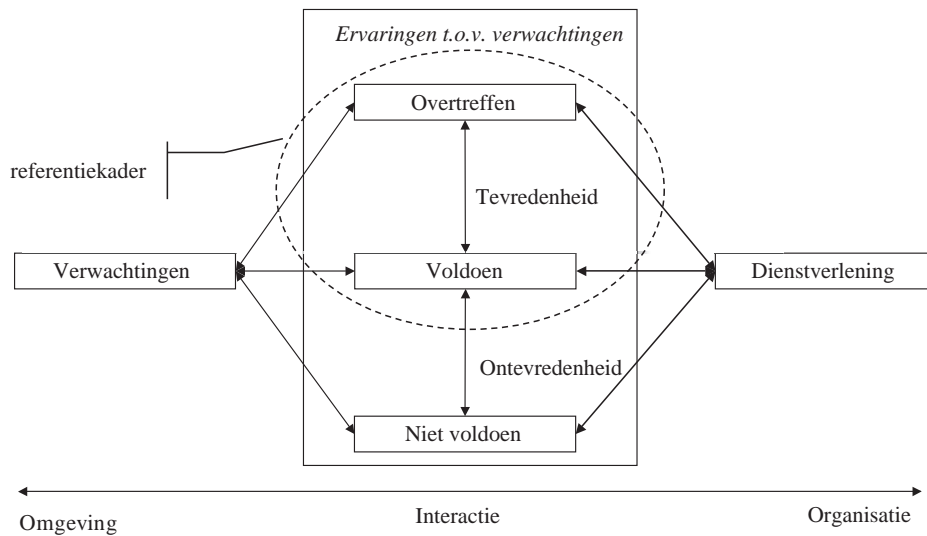 Ervaringen t.o.v. verwachtingen
Overtreffen
referentiekader
Tevredenheid
Verwachtingen
Voldoen
Dienstverlening
Ontevredenheid
Niet voldoen
Omgeving
Interactie
Organisatie